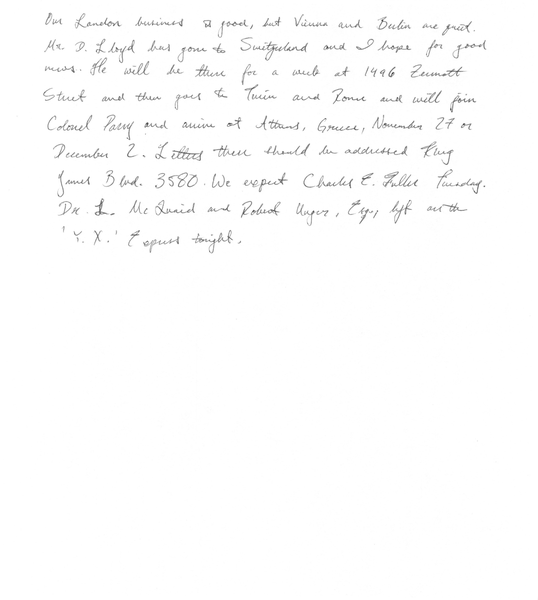 Our London business is good, but Vienna and Berlin are quiet.
Mr. D. Lloyd has gone to Switzerland and I hope for good
news. He will be there for a week at 1496 Zermott
Street and then goes to Turin and Rome and will join
Colonel Parry and arrive at Athens, Greece, November 27 or
December 2. Letters there should be addressed King
James Blvd. 3580. We expect Charles E. Fuller Tuesday.
Dr. L. McQuaid and Robert Unger, Esq., left on the
'Y. X.' Express tonight.